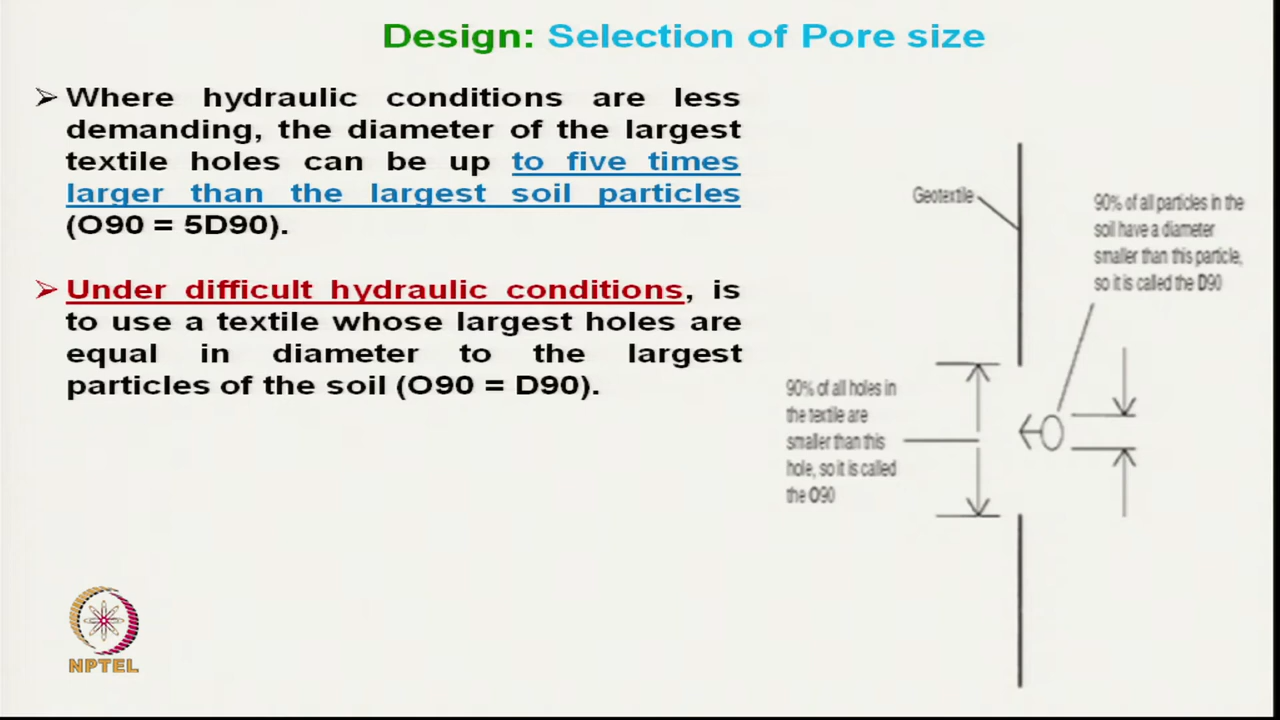 Design: Selection of Pore size
➢ Where hydraulic conditions are less
demanding, the diameter of the largest
textile holes can be up to five times
larger than the largest soil particles
(O90 = 5D90).
➢ Under difficult hydraulic conditions, is
to use a textile whose largest holes are
equal in diameter to the largest
particles of the soil (O90 = D90).
Geotextile
90% of all particles in the
soil have a diameter
smaller than this particle,
so it is called the D90
90% of all holes in
the textile are
smaller than this
hole, so it is called
the O90
NPTEL